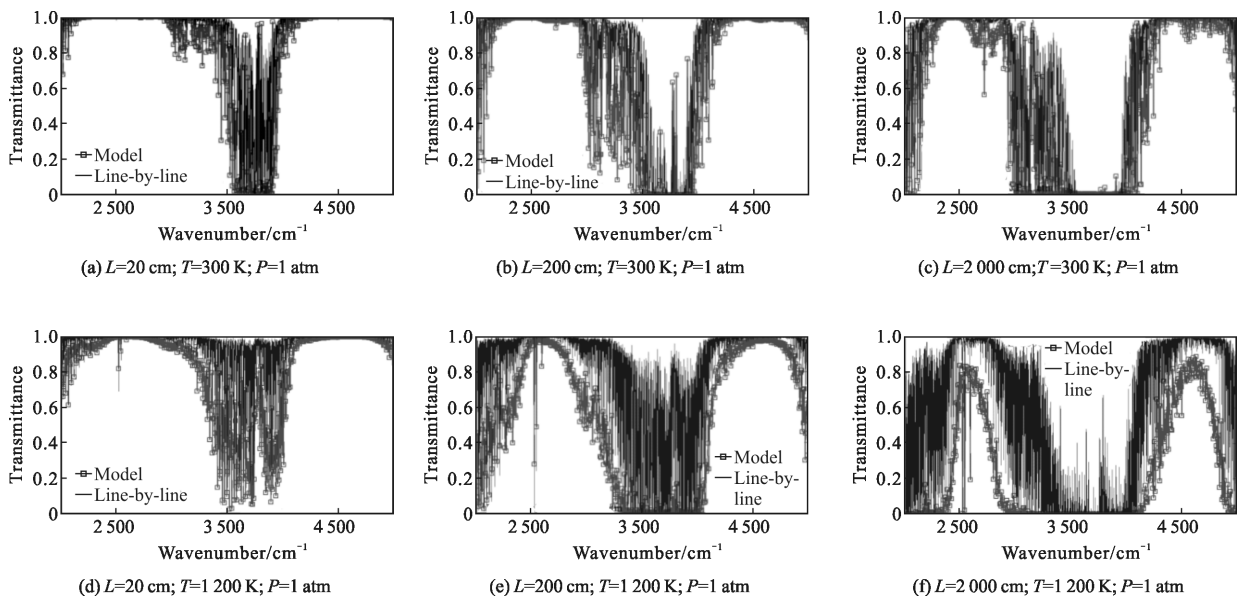 1.0
0.8
0.6
0.4
0.2
0
Transmittance
Model
Line-by-line
2 500 3 500 4 500
Wavenumber/cm⁻¹
(a) L=20 cm; T=300 K; P=1 atm
1.0
0.8
0.6
0.4
0.2
0
Transmittance
Model
Line-by-line
2 500 3 500 4 500
Wavenumber/cm⁻¹
(b) L=200 cm; T=300 K; P=1 atm
1.0
0.8
0.6
0.4
0.2
0
Transmittance
Model
Line-by-line
2 500 3 500 4 500
Wavenumber/cm⁻¹
(c) L=2 000 cm;T =300 K; P=1 atm
1.0
0.8
0.6
0.4
0.2
0
Transmittance
Model
Line-by-line
2 500 3 500 4 500
Wavenumber/cm⁻¹
(d) L=20 cm; T=1 200 K; P=1 atm
1.0
0.8
0.6
0.4
0.2
0
Transmittance
Model
Line-by-
line
2 500 3 500 4 500
Wavenumber/cm⁻¹
(e) L=200 cm; T=1 200 K; P=1 atm
1.0
0.8
0.6
0.4
0.2
0
Transmittance
Model
Line-by-
line
2 500 3 500 4 500
Wavenumber/cm⁻¹
(f) L=2 000 cm; T=1 200 K; P=1 atm